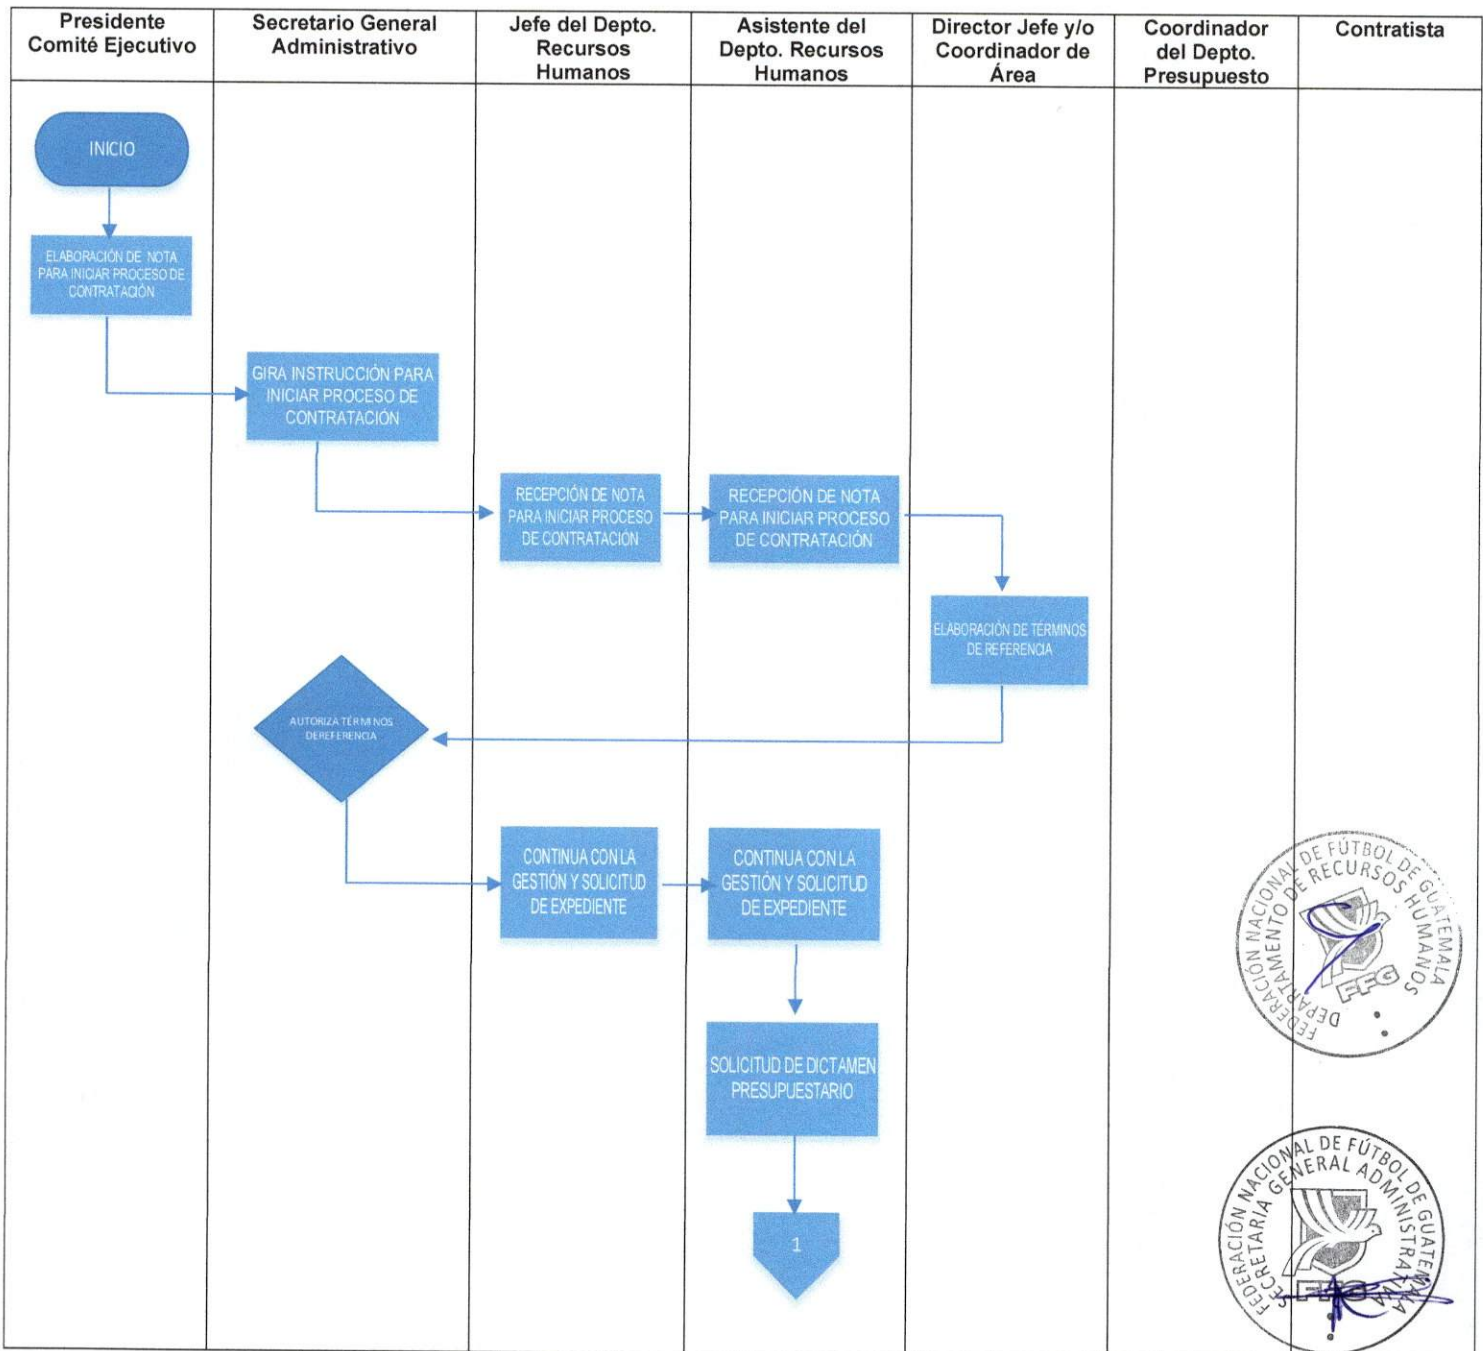 Presidente
Comité Ejecutivo
Secretario General
Administrativo
Jefe del Depto.
Recursos
Humanos
Asistente del
Depto. Recursos
Humanos
Director Jefe y/o
Coordinador de
Área
Coordinador
del Depto.
Presupuesto
Contratista
INICIO
ELABORACIÓN DE NOTA
PARA INICIAR PROCESO DE
CONTRATACIÓN
GIRA INSTRUCCIÓN PARA
INICIAR PROCESO DE
CONTRATACIÓN
RECEPCIÓN DE NOTA
PARA INICIAR PROCESO
DE CONTRATACIÓN
RECEPCIÓN DE NOTA
PARA INICIAR PROCESO
DE CONTRATACIÓN
ELABORACIÓN DE TÉRMINOS
DE REFERENCIA
AUTORIZA TÉRMINOS
DEREFERENCIA
CONTINUA CON LA
GESTIÓN Y SOLICITUD
DE EXPEDIENTE
CONTINUA CON LA
GESTIÓN Y SOLICITUD
DE EXPEDIENTE
FEDERACIÓN NACIONAL DE FÚTBOL DE GUATEMALA
DEPARTAMENTO DE RECURSOS HUMANOS
FFG
SOLICITUD DE DICTAMEN
PRESUPUESTARIO
1
FEDERACIÓN NACIONAL DE FÚTBOL DE GUATEMALA
SECRETARIA GENERAL ADMINISTRATIVA
FFG